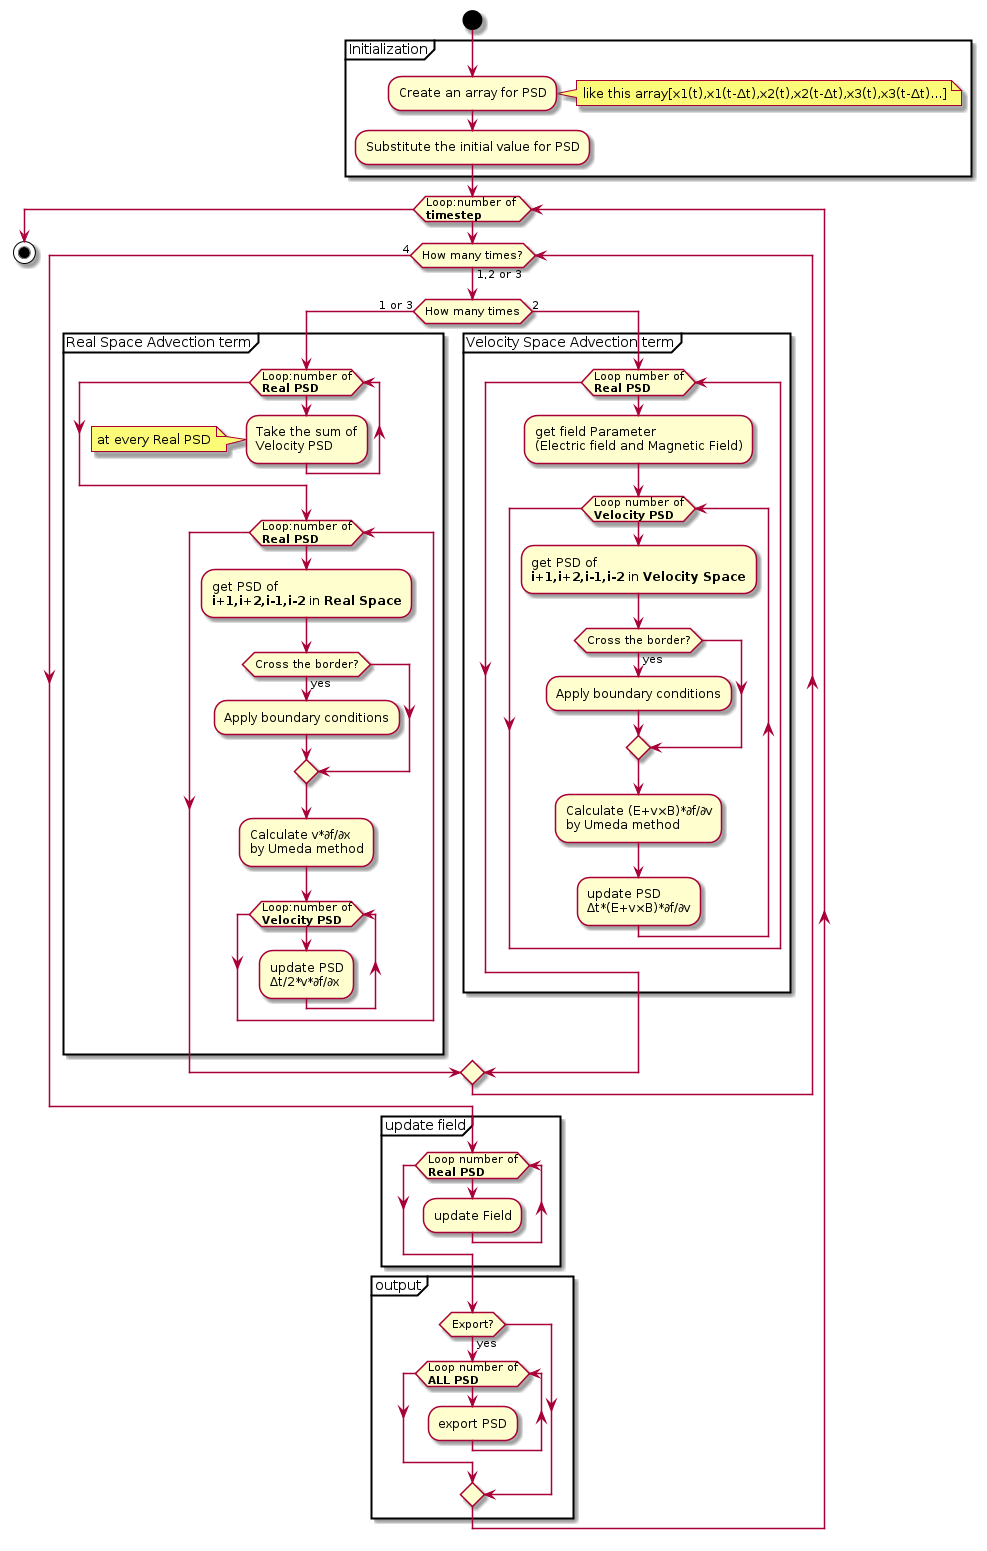 Initialization
Create an array for PSD
like this array[x1(t),x1(t-Δt),x2(t),x2(t-Δt),x3(t),x3(t-Δt)...]
Substitute the initial value for PSD
Loop:number of
timestep
4
How many times?
1,2 or 3
1 or 3
How many times
2
Real Space Advection term
Loop:number of
Real PSD
Take the sum of
Velocity PSD
at every Real PSD
Loop:number of
Real PSD
get PSD of
i+1,i+2,i-1,i-2 in Real Space
Cross the border?
yes
Apply boundary conditions
Calculate v*∂f/∂x
by Umeda method
Loop:number of
Velocity PSD
update PSD
Δt/2*v*∂f/∂x
Velocity Space Advection term
Loop number of
Real PSD
get field Parameter
(Electric field and Magnetic Field)
Loop number of
Velocity PSD
get PSD of
i+1,i+2,i-1,i-2 in Velocity Space
Cross the border?
yes
Apply boundary conditions
Calculate (E+v×B)*∂f/∂v
by Umeda method
update PSD
Δt*(E+v×B)*∂f/∂v
update field
Loop number of
Real PSD
update Field
output
Export?
yes
Loop number of
ALL PSD
export PSD